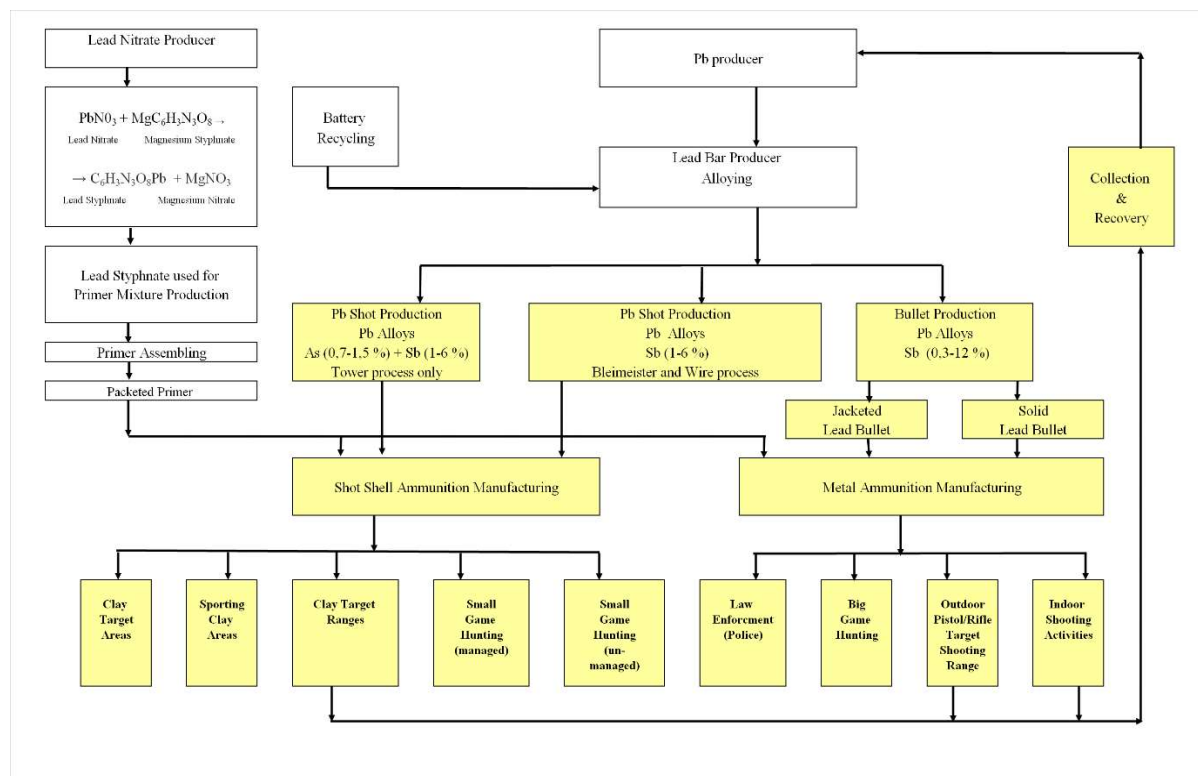 Lead Nitrate Producer
PbN0₃ + MgC₆H₃N₃O₈ →
Lead Nitrate Magnesium Styphnate
→ C₆H₃N₃O₈Pb + MgNO₃
Lead Styphnate Magnesium Nitrate
Lead Styphnate used for
Primer Mixture Production
Primer Assembling
Packeted Primer
Battery
Recycling
Pb producer
Lead Bar Producer
Alloying
Collection
&
Recovery
Pb Shot Production
Pb Alloys
As (0,7-1,5 %) + Sb (1-6 %)
Tower process only
Pb Shot Production
Pb Alloys
Sb (1-6 %)
Bleimeister and Wire process
Bullet Production
Pb Alloys
Sb (0,3-12 %)
Jacketed
Lead Bullet
Solid
Lead Bullet
Shot Shell Ammunition Manufacturing
Metal Ammunition Manufacturing
Clay
Target
Areas
Sporting
Clay
Areas
Clay Target
Ranges
Small
Game
Hunting
(managed)
Small
Game
Hunting
(un-
managed)
Law
Enforcment
(Police)
Big
Game
Hunting
Outdoor
Pistol/Rifle
Target
Shooting
Range
Indoor
Shooting
Activities